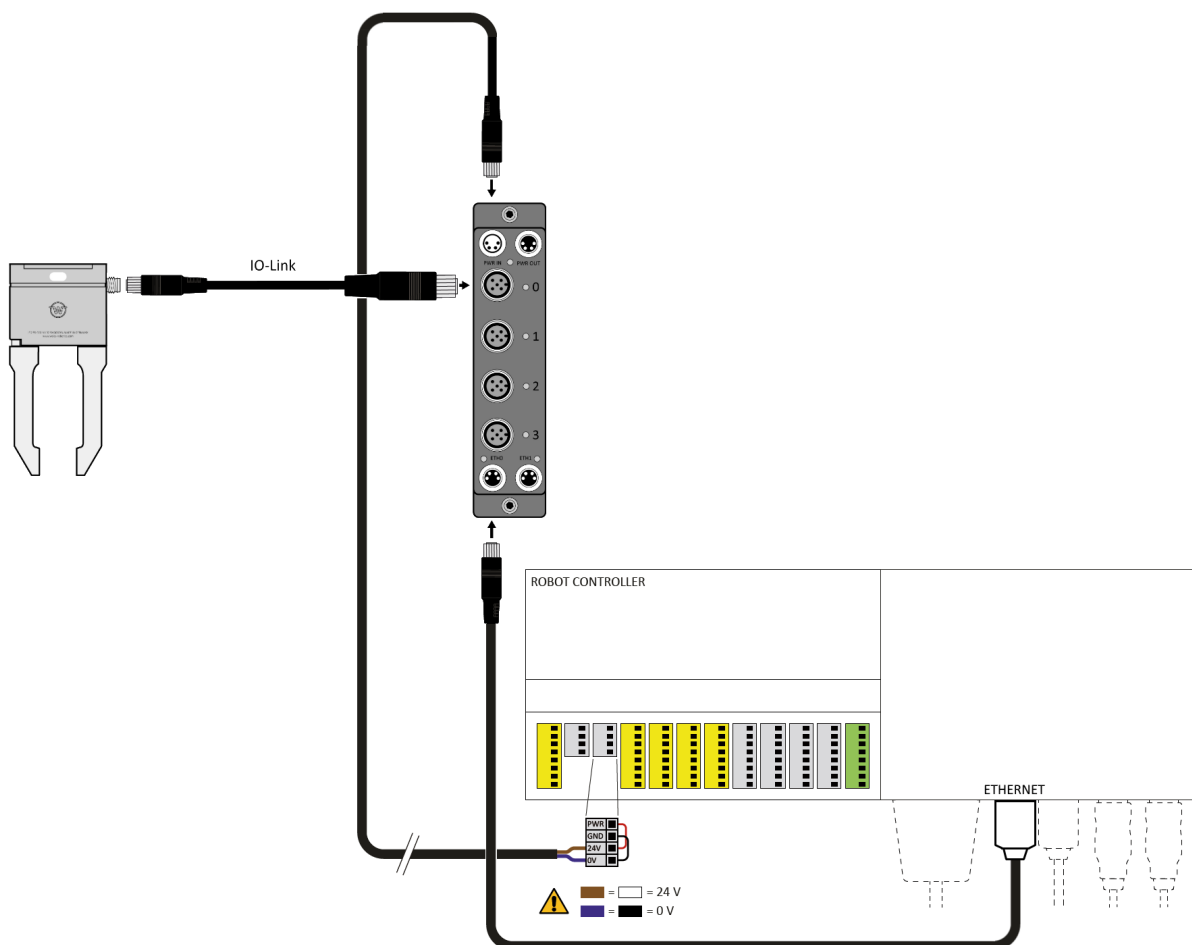 IO-Link
PWR IN
PWR OUT
0
1
2
3
ETH0
ETH1
ROBOT CONTROLLER
ETHERNET
PWR
GND
24V
0V
= = 24 V
= = 0 V